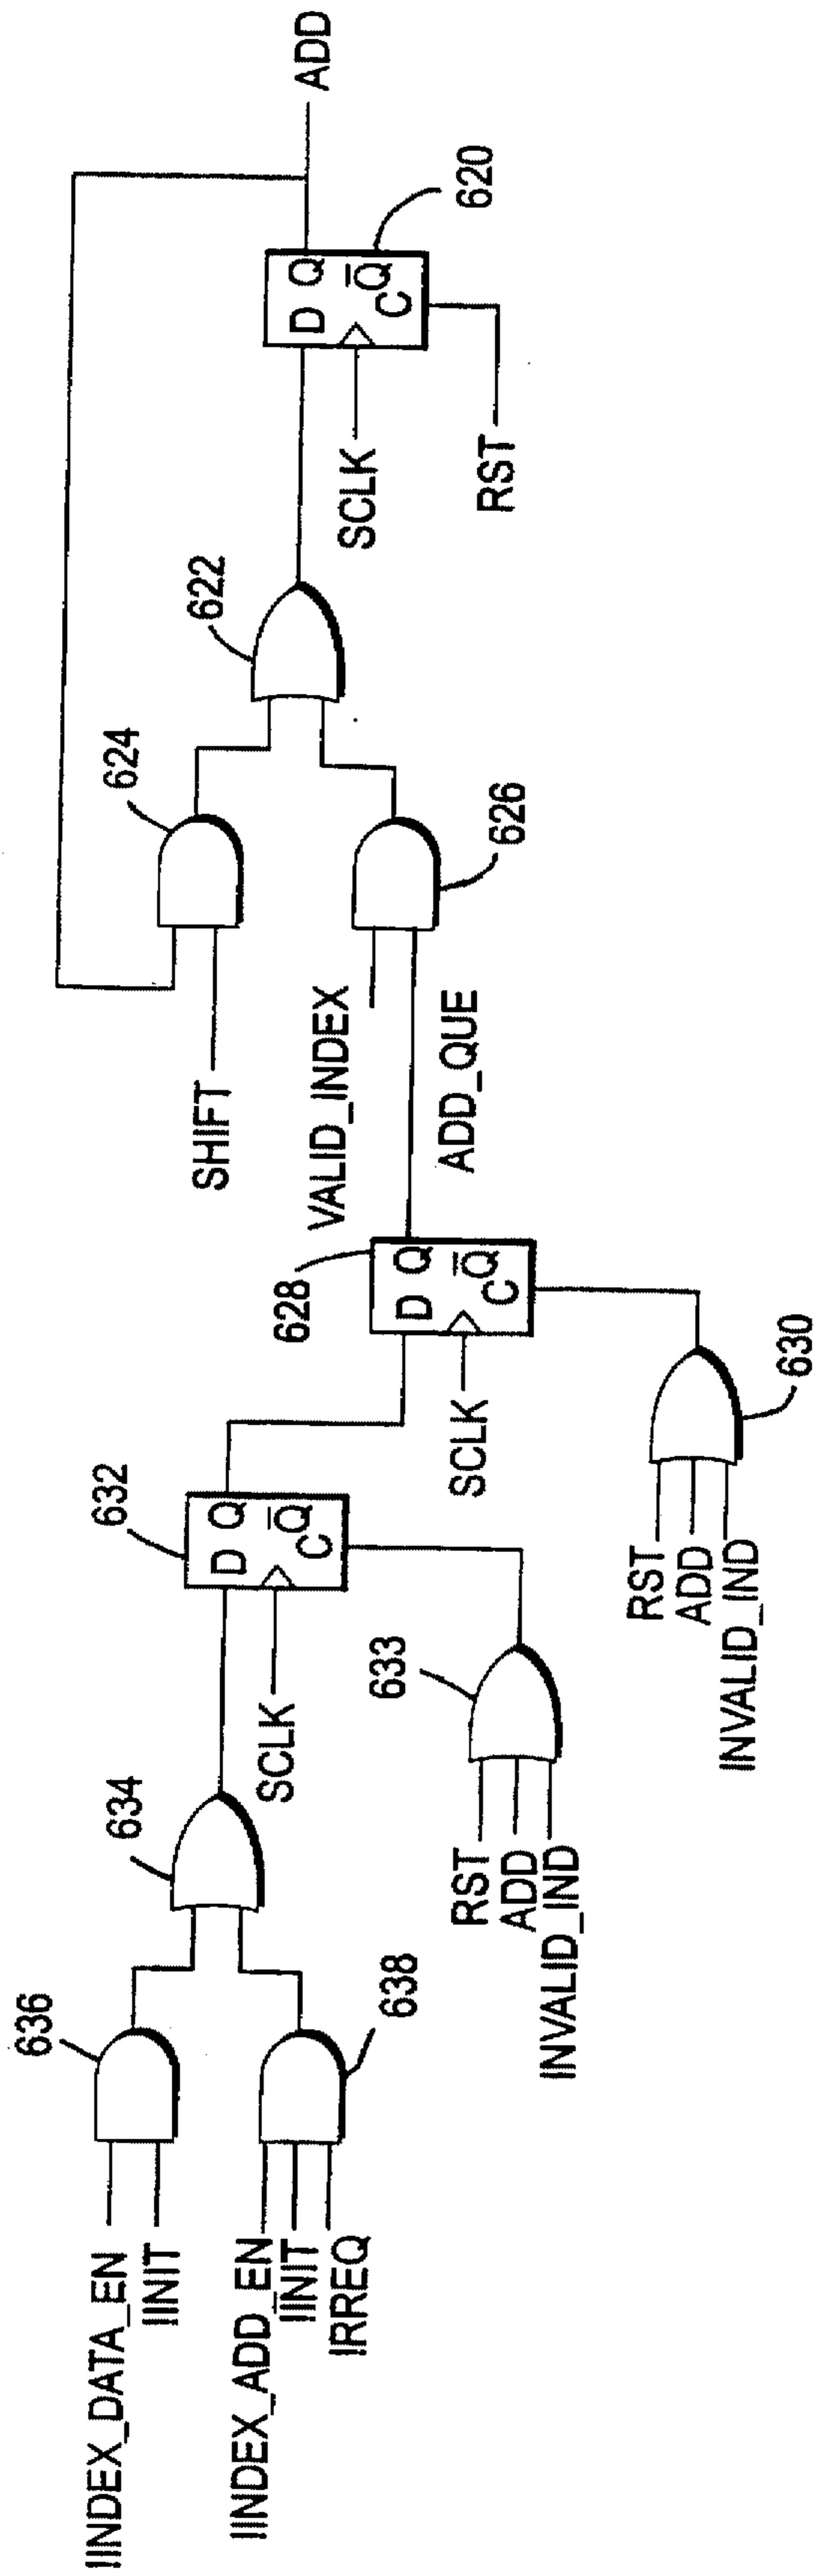 IINDEX_DATA_EN
IINIT
636
IINDEX_ADD_EN
IINIT
IRREQ
638
634
SCLK
632
D Q
Q̅
C
RST
ADD
INVALID_IND
633
628
D Q
Q̅
C
SCLK
RST
ADD
INVALID_IND
630
SHIFT
624
VALID_INDEX
ADD_QUE
626
622
SCLK
D Q
Q̅
C
RST
620
ADD